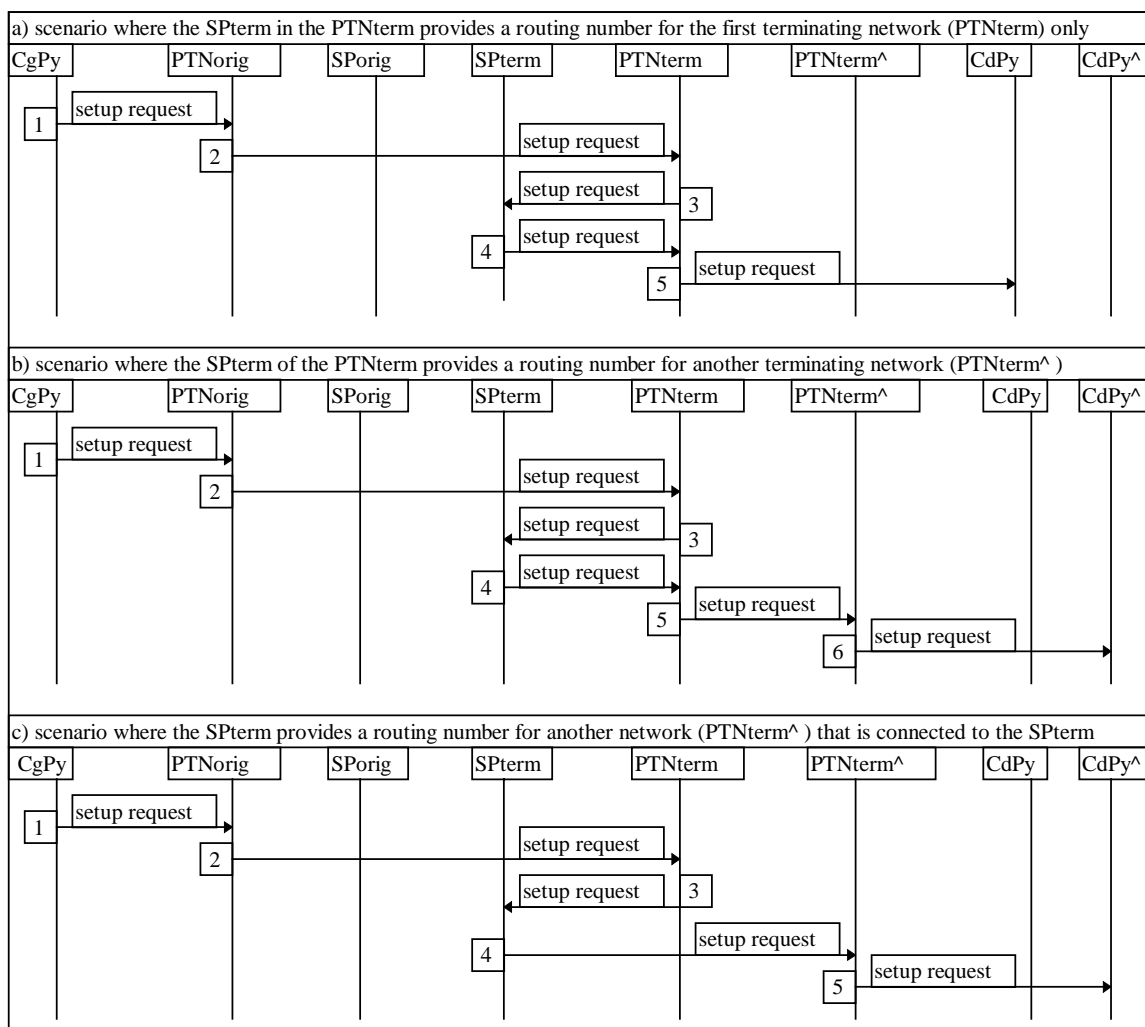 a) scenario where the SPterm in the PTNterm provides a routing number for the first terminating network (PTNterm) only
CgPy PTNorig SPorig SPterm PTNterm PTNterm^ CdPy CdPy^
setup request
1
setup request
2
setup request
3
setup request
4
setup request
5
b) scenario where the SPterm of the PTNterm provides a routing number for another terminating network (PTNterm^ )
CgPy PTNorig SPorig SPterm PTNterm PTNterm^ CdPy CdPy^
setup request
1
setup request
2
setup request
3
setup request
4
setup request
5
setup request
6
c) scenario where the SPterm provides a routing number for another network (PTNterm^ ) that is connected to the SPterm
CgPy PTNorig SPorig SPterm PTNterm PTNterm^ CdPy CdPy^
setup request
1
setup request
2
setup request
3
setup request
4
setup request
5